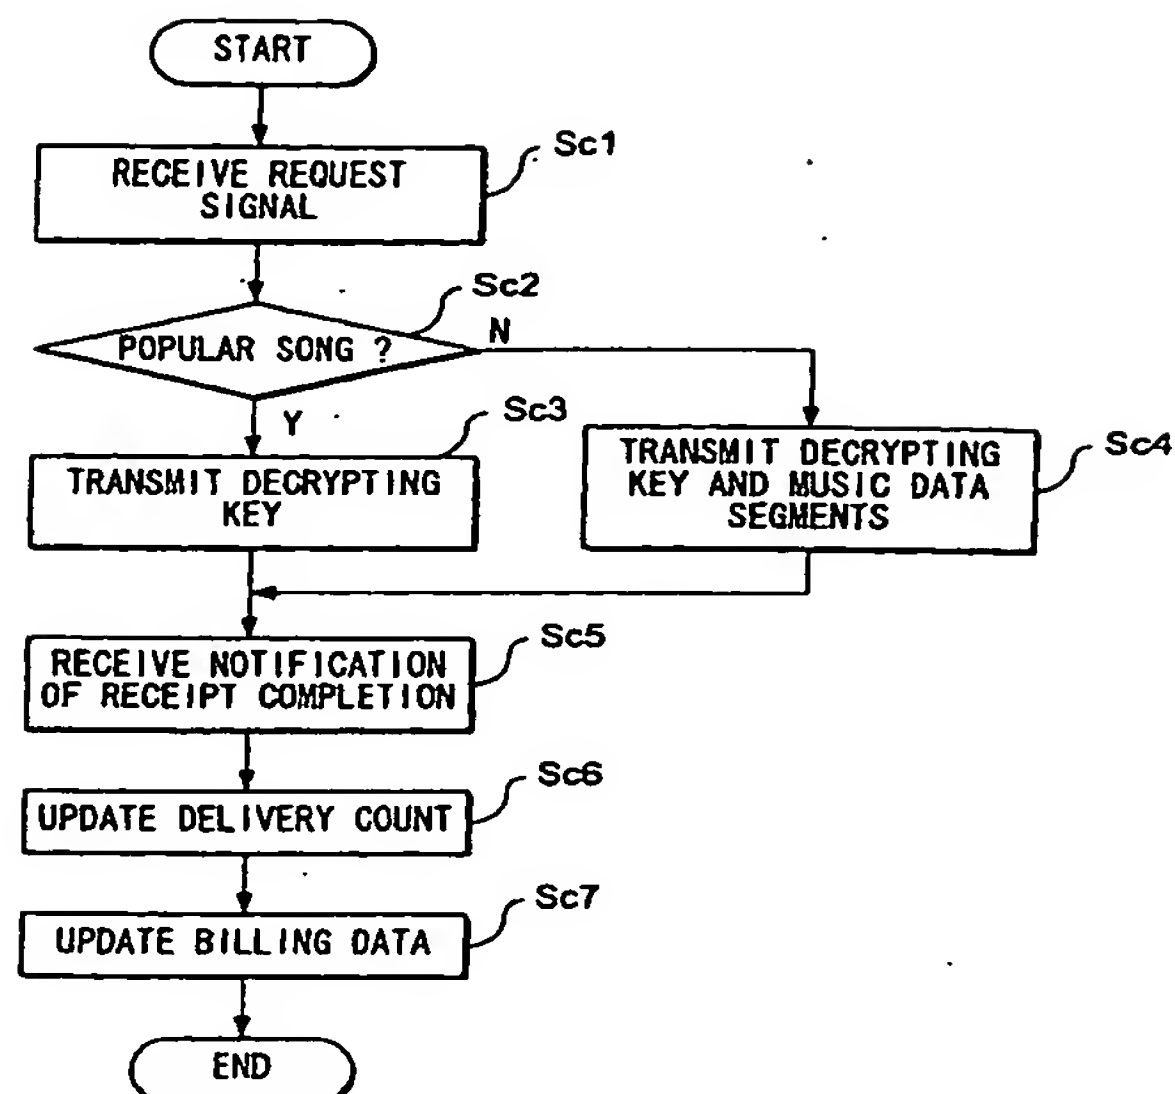 START
Sc1
RECEIVE REQUEST
SIGNAL
Sc2
POPULAR SONG ?
N
Y
Sc3
TRANSMIT DECRYPTING
KEY
Sc4
TRANSMIT DECRYPTING
KEY AND MUSIC DATA
SEGMENTS
Sc5
RECEIVE NOTIFICATION
OF RECEIPT COMPLETION
Sc6
UPDATE DELIVERY COUNT
Sc7
UPDATE BILLING DATA
END